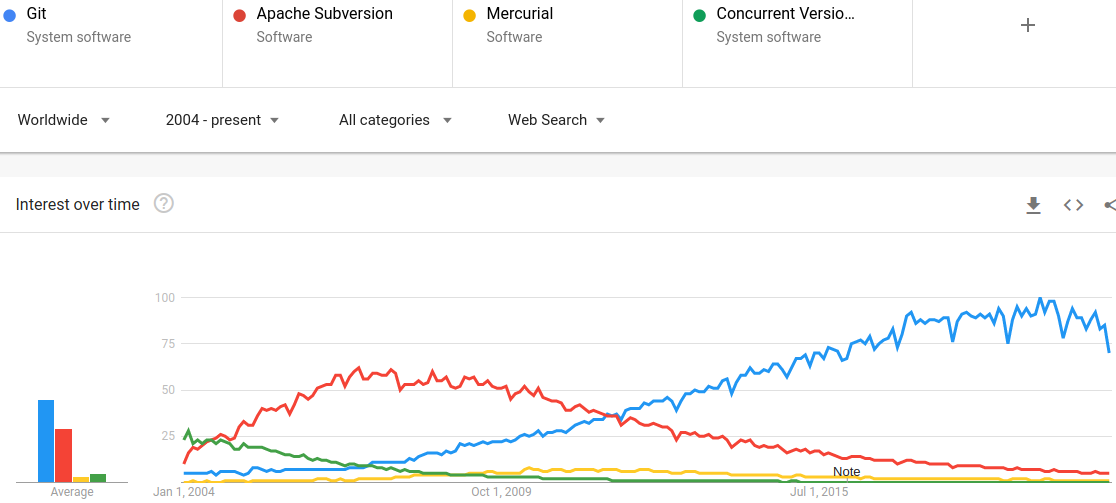 Git Apache Subversion Mercurial Concurrent Versio...
System software Software Software System software
Worldwide 2004 - present All categories Web Search
Interest over time ?
100
75
50
25
Note
Average Jan 1, 2004 Oct 1, 2009 Jul 1, 2015